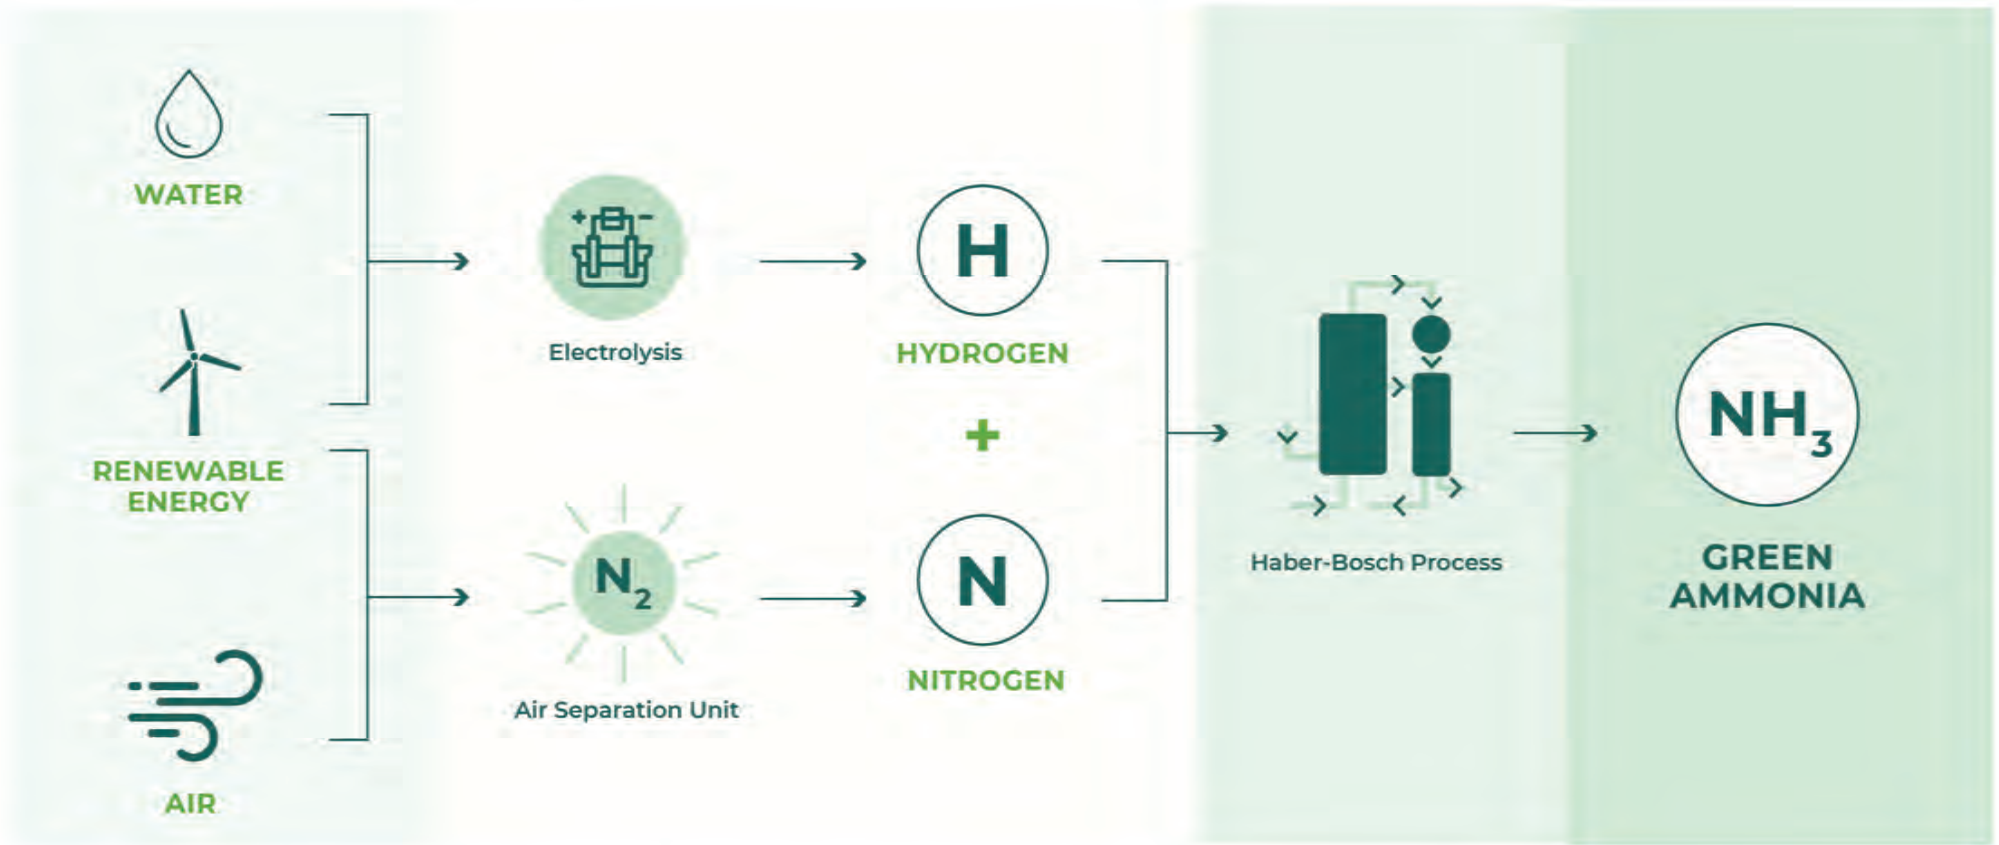 WATER
RENEWABLE
ENERGY
AIR
+ −
Electrolysis
N₂
Air Separation Unit
H
HYDROGEN
+
N
NITROGEN
Haber-Bosch Process
NH₃
GREEN
AMMONIA